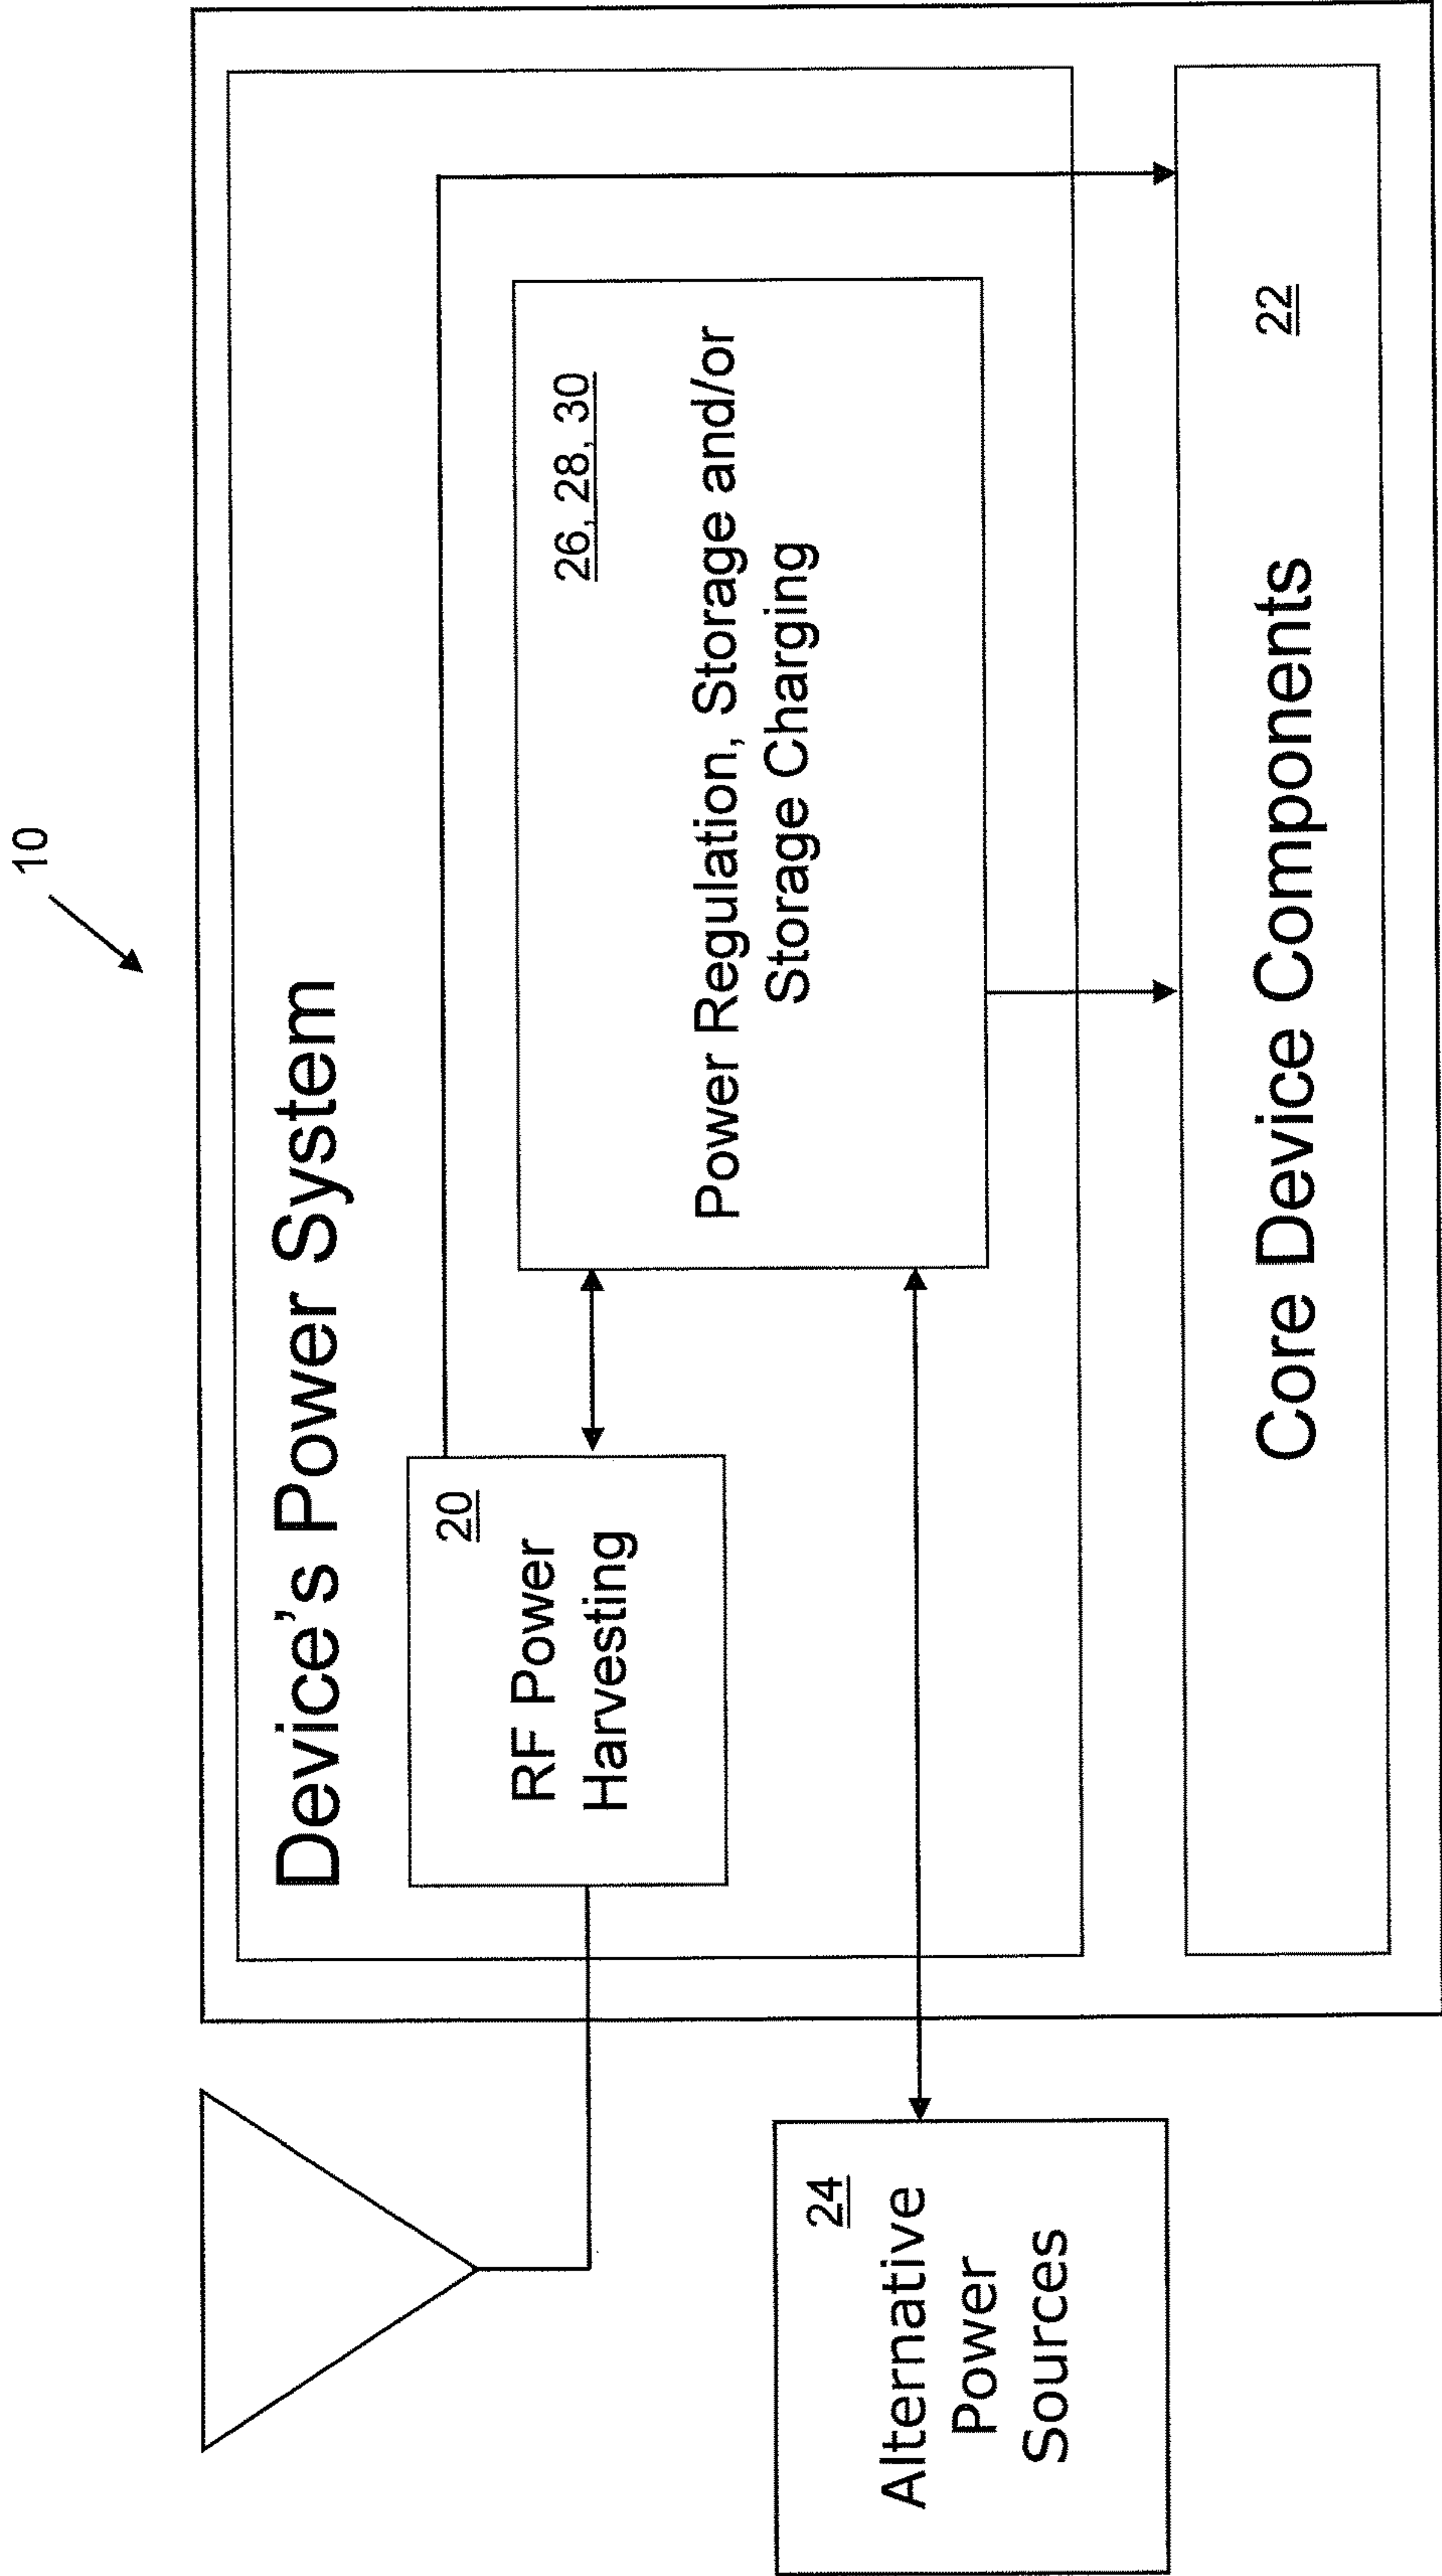 10
Device's Power System
20
RF Power
Harvesting
26, 28, 30
Power Regulation, Storage and/or
Storage Charging
24
Alternative
Power
Sources
22
Core Device Components